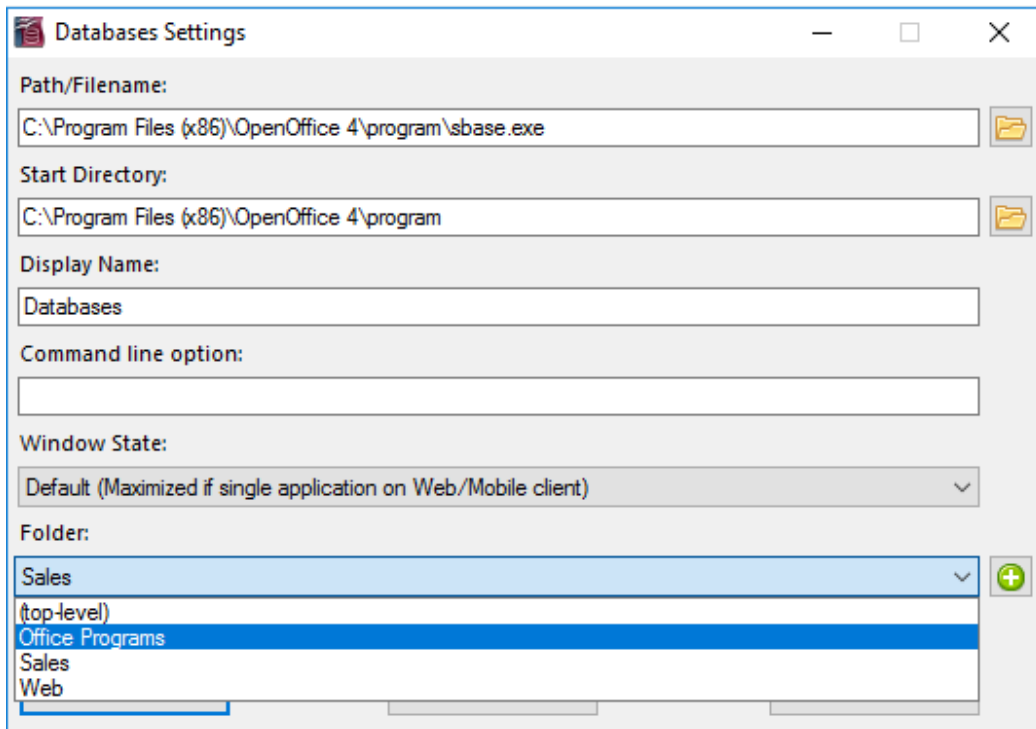 Databases Settings
Path/Filename:
C:\Program Files (x86)\OpenOffice 4\program\sbase.exe
Start Directory:
C:\Program Files (x86)\OpenOffice 4\program
Display Name:
Databases
Command line option:
Window State:
Default (Maximized if single application on Web/Mobile client)
Folder:
Sales
(top-level)
Office Programs
Sales
Web